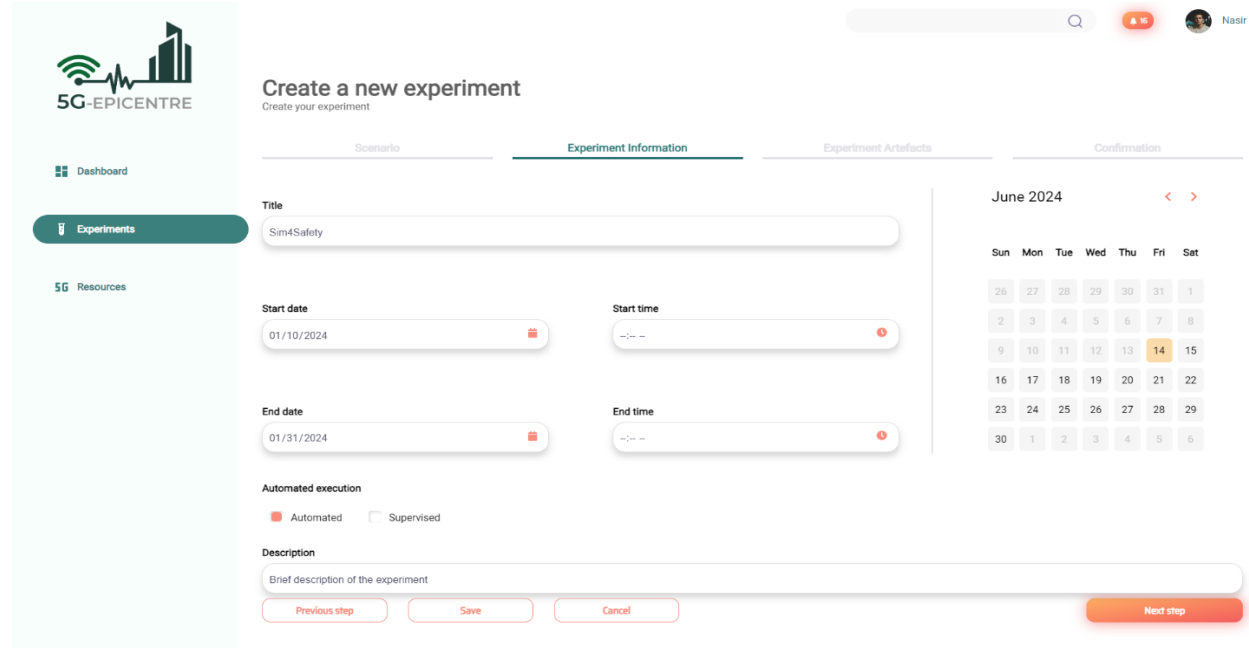 16
Nasir
5G-EPICENTRE
Create a new experiment
Create your experiment
Scenario
Experiment Information
Experiment Artefacts
Confirmation
Dashboard
Experiments
5G Resources
Title
Sim4Safety
Start date
Start time
01/10/2024
--:-- --
End date
End time
01/31/2024
--:-- --
Automated execution
Automated
Supervised
Description
Brief description of the experiment
Previous step
Save
Cancel
Next step
June 2024
Sun Mon Tue Wed Thu Fri Sat
26 27 28 29 30 31 1
2 3 4 5 6 7 8
9 10 11 12 13 14 15
16 17 18 19 20 21 22
23 24 25 26 27 28 29
30 1 2 3 4 5 6